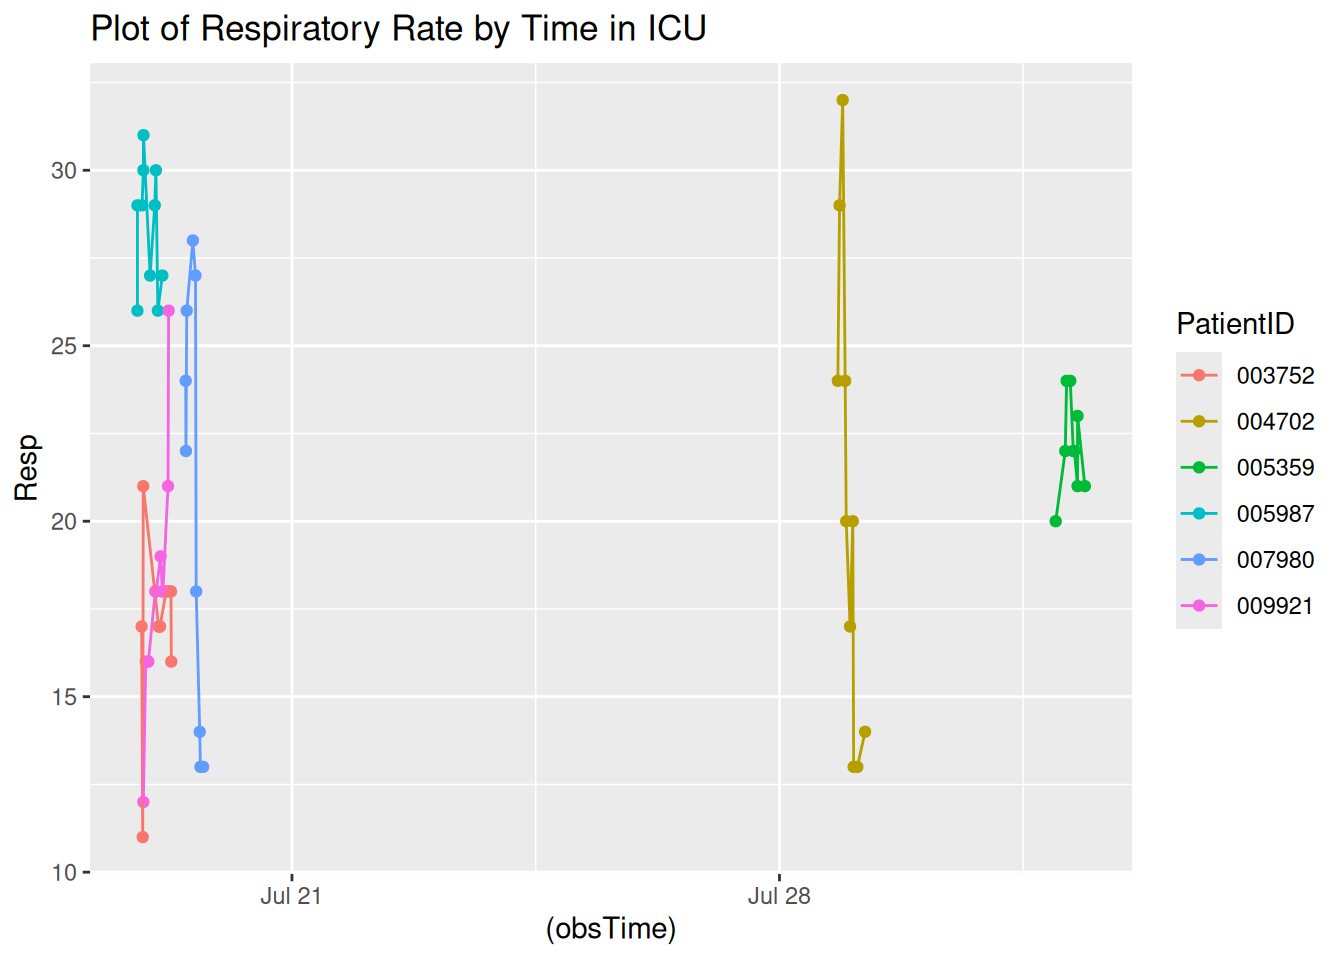 Plot of Respiratory Rate by Time in ICU
Resp
30
25
20
15
10
Jul 21
Jul 28
(obsTime)
PatientID
003752
004702
005359
005987
007980
009921